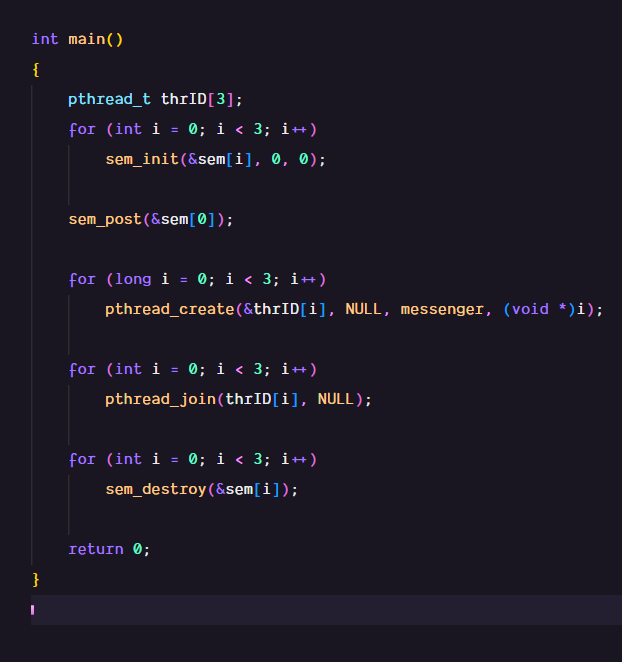 int main()
{
    pthread_t thrID[3];
    for (int i = 0; i < 3; i++)
        sem_init(&sem[i], 0, 0);
    sem_post(&sem[0]);
    for (long i = 0; i < 3; i++)
        pthread_create(&thrID[i], NULL, messenger, (void *)i);
    for (int i = 0; i < 3; i++)
        pthread_join(thrID[i], NULL);
    for (int i = 0; i < 3; i++)
        sem_destroy(&sem[i]);
    return 0;
}